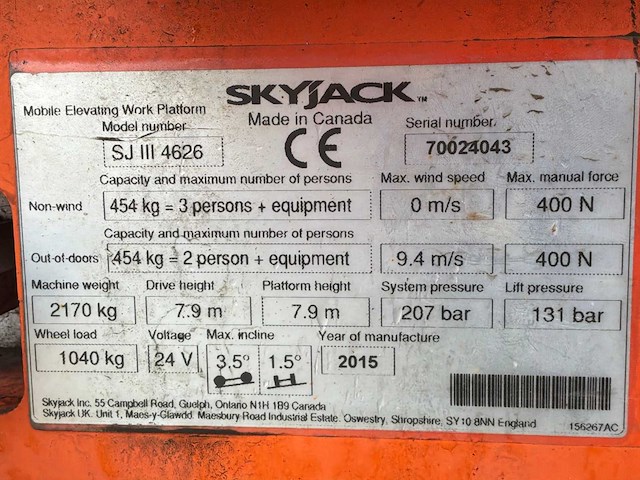 SKYJACK TM
Mobile Elevating Work Platform
Made in Canada
Model number
Serial number
SJ III 4626
CE
70024043
Capacity and maximum number of persons
Max. wind speed
Max. manual force
Non-wind
454 kg = 3 persons + equipment
0 m/s
400 N
Capacity and maximum number of persons
Out-of-doors
454 kg = 2 person + equipment
9.4 m/s
400 N
Machine weight
Drive height
Platform height
System pressure
Lift pressure
2170 kg
7.9 m
7.9 m
207 bar
131 bar
Wheel load
Voltage
Max. incline
Year of manufacture
1040 kg
24 V
3.5°
1.5°
2015
Skyjack Inc. 55 Campbell Road, Guelph, Ontario N1H 1B9 Canada
Skyjack UK. Unit 1, Maes-y-Glawdd. Maesbury Road Industrial Estate. Oswestry, Shropshire, SY10 8NN England
156267AC